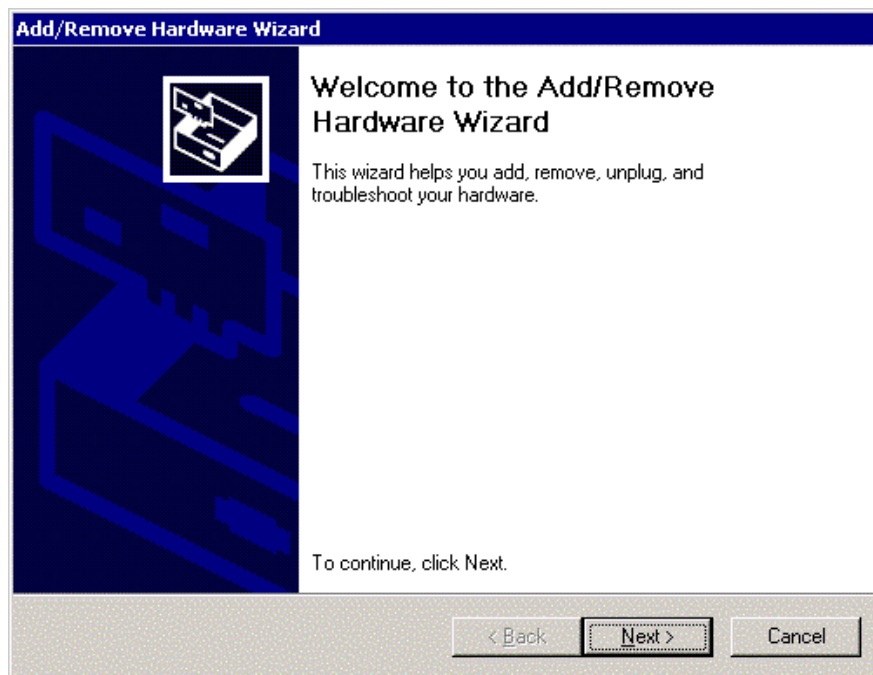 Add/Remove Hardware Wizard
Welcome to the Add/Remove
Hardware Wizard
This wizard helps you add, remove, unplug, and
troubleshoot your hardware.
To continue, click Next.
< Back
Next >
Cancel